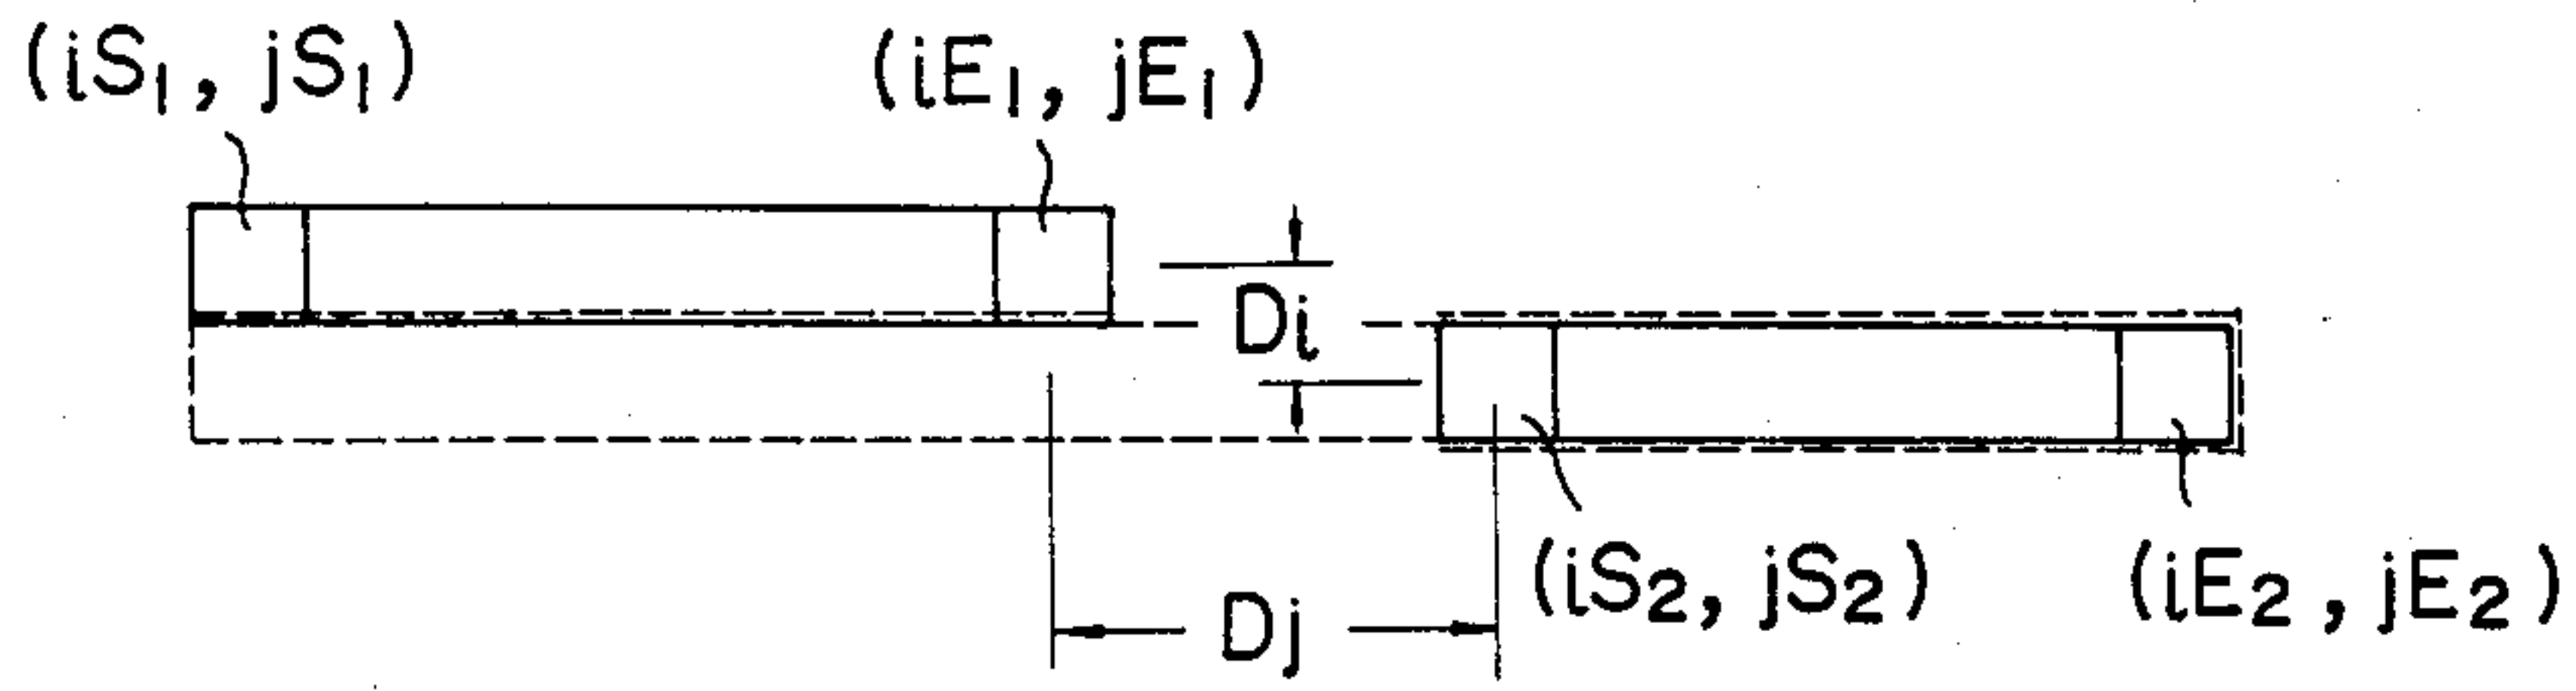 (iS₁, jS₁)
(iE₁, jE₁)
Di
Dj
(iS₂, jS₂)
(iE₂, jE₂)